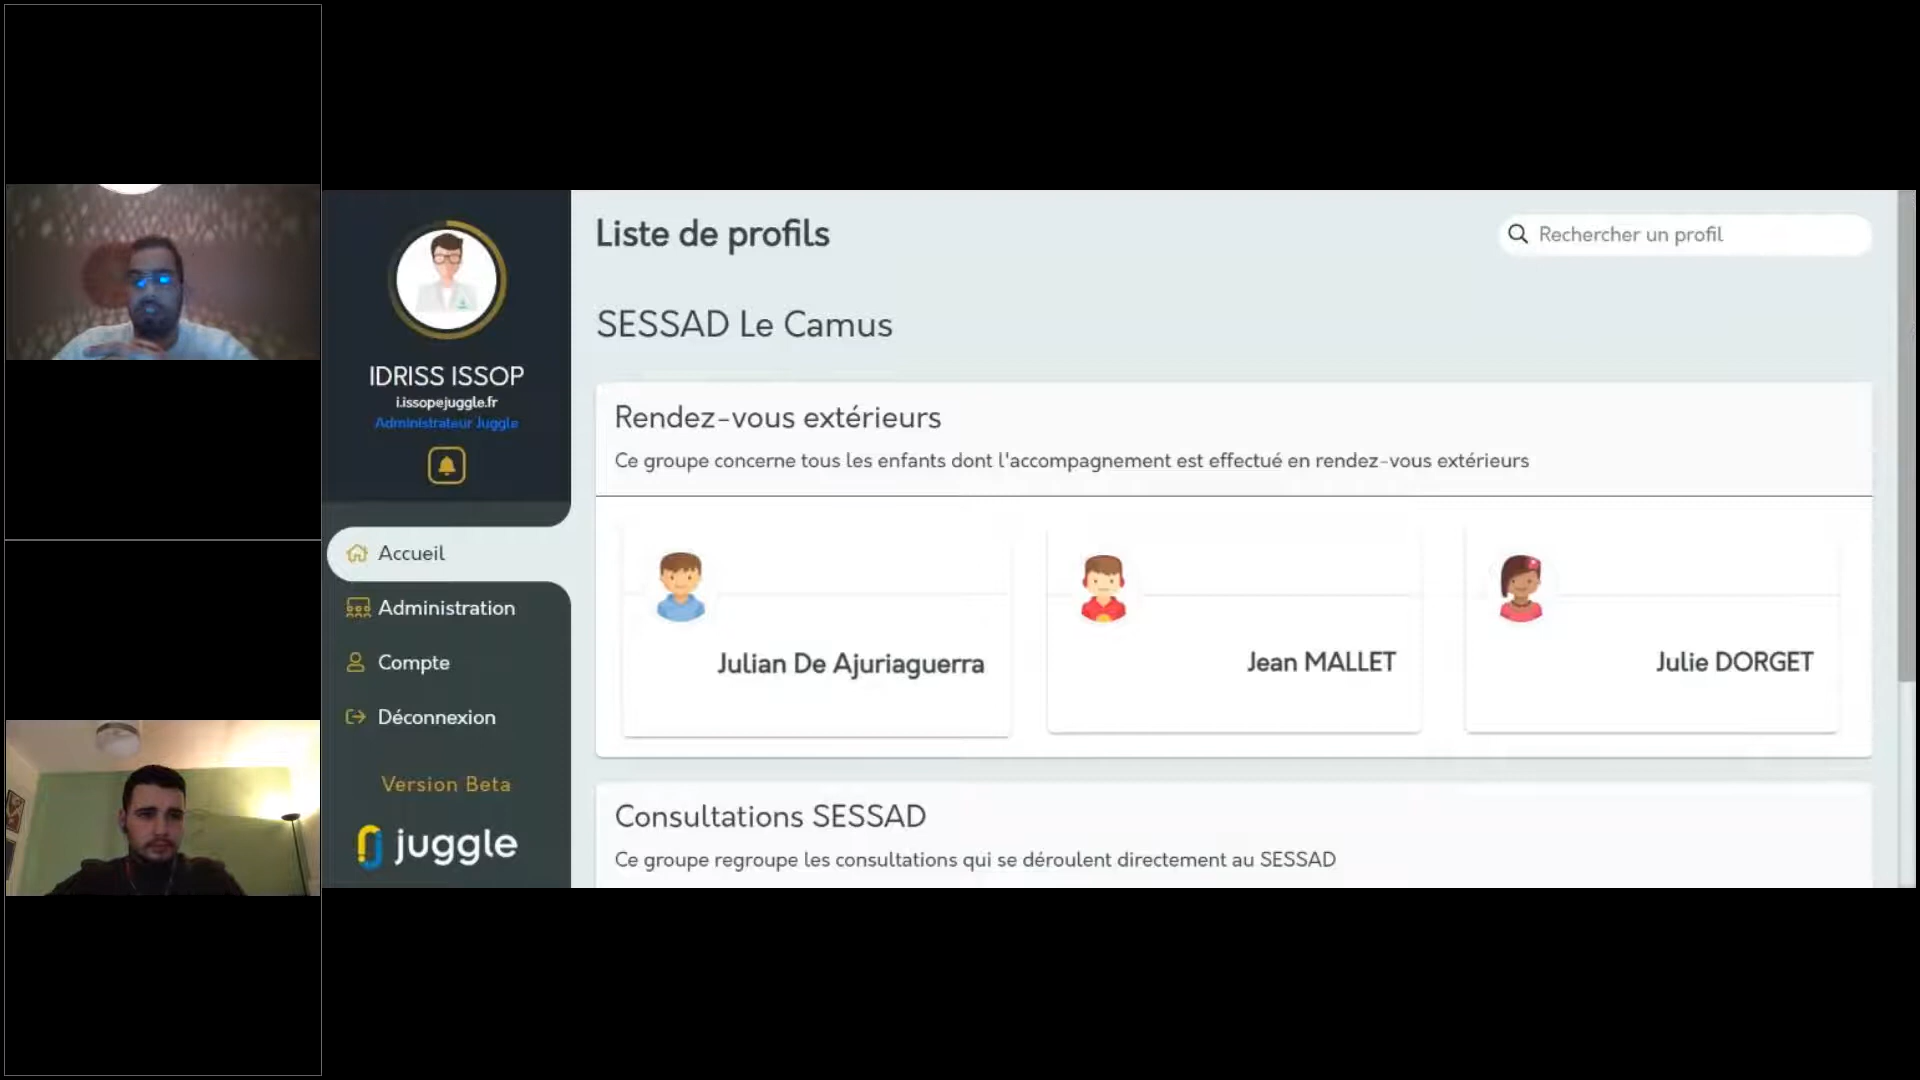 IDRISS ISSOP
i.issop@juggle.fr
Administrateur Juggle
Accueil
Administration
Compte
Déconnexion
Version Beta
juggle
Liste de profils
Rechercher un profil
SESSAD Le Camus
Rendez-vous extérieurs
Ce groupe concerne tous les enfants dont l'accompagnement est effectué en rendez-vous extérieurs
Julian De Ajuriaguerra
Jean MALLET
Julie DORGET
Consultations SESSAD
Ce groupe regroupe les consultations qui se déroulent directement au SESSAD